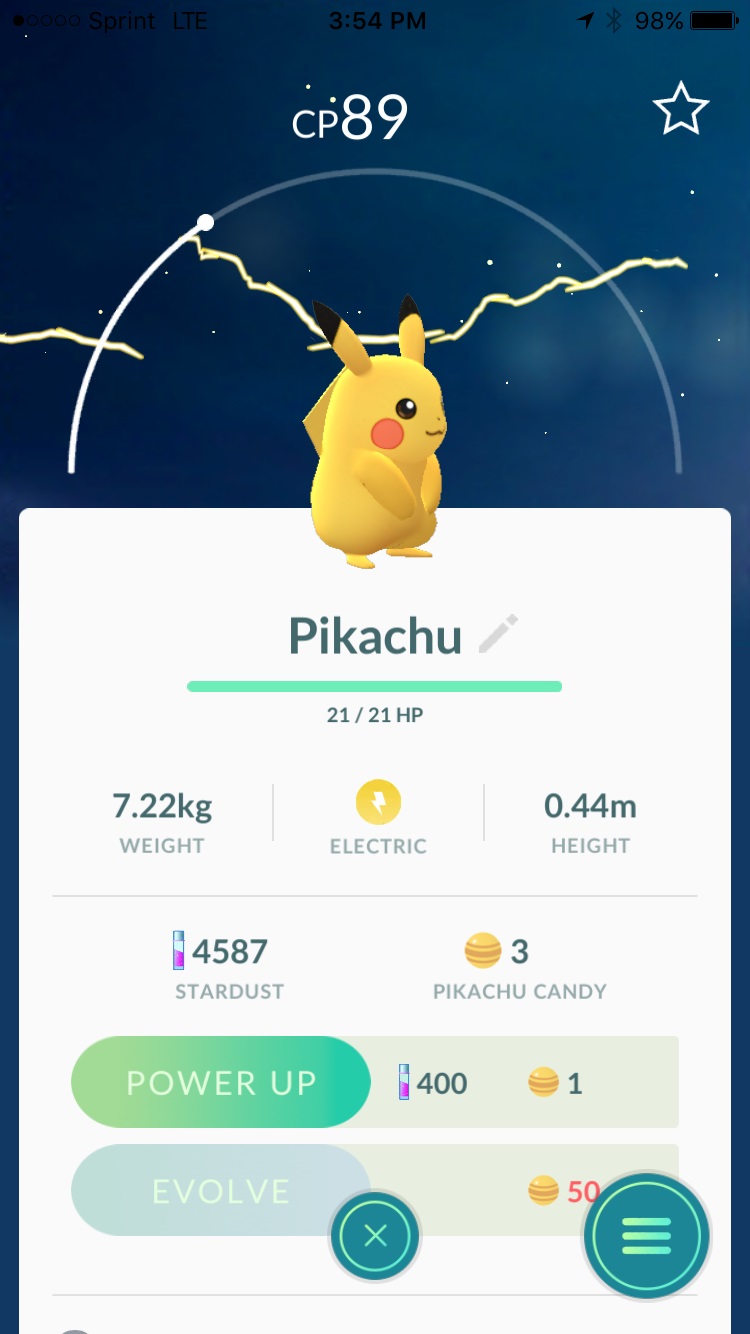 Sprint LTE 3:54 PM 98%
CP89
Pikachu
21 / 21 HP
7.22kg 0.44m
WEIGHT ELECTRIC HEIGHT
4587 3
STARDUST PIKACHU CANDY
POWER UP 400 1
EVOLVE 50